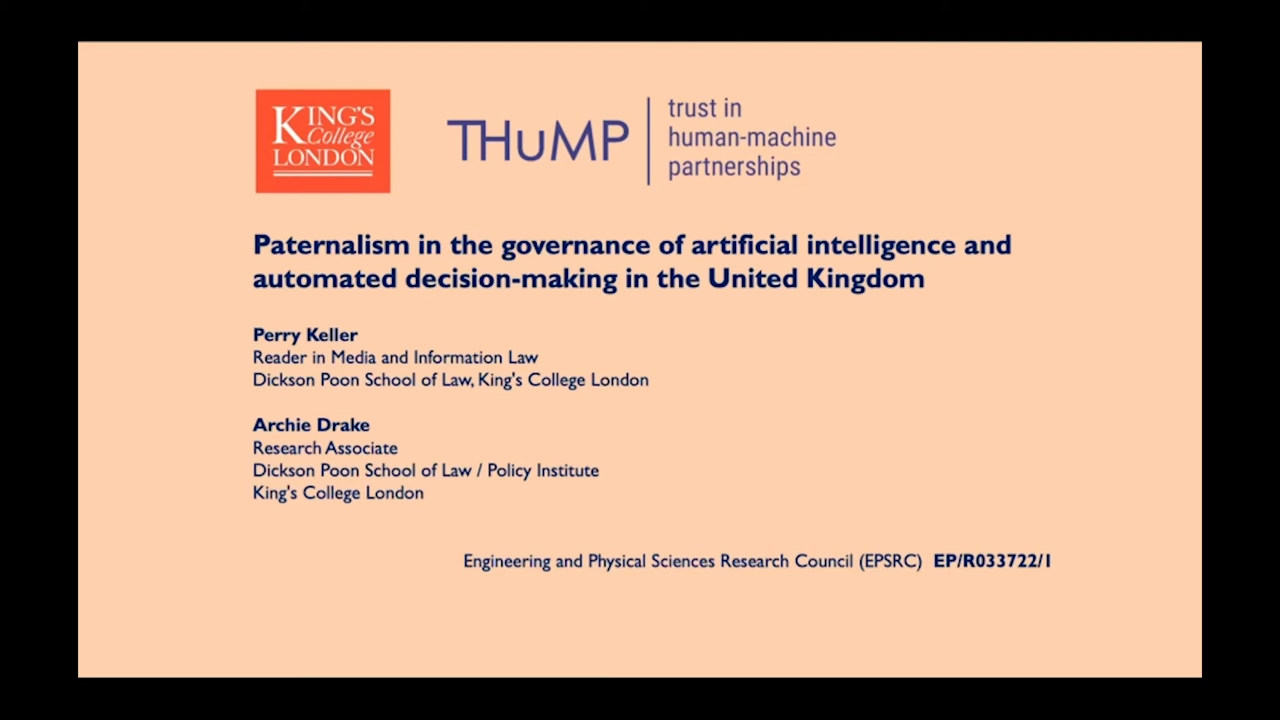 KING'S
College
LONDON
THuMP
trust in
human-machine
partnerships
Paternalism in the governance of artificial intelligence and
automated decision-making in the United Kingdom
Perry Keller
Reader in Media and Information Law
Dickson Poon School of Law, King's College London
Archie Drake
Research Associate
Dickson Poon School of Law / Policy Institute
King's College London
Engineering and Physical Sciences Research Council (EPSRC) EP/R033722/1